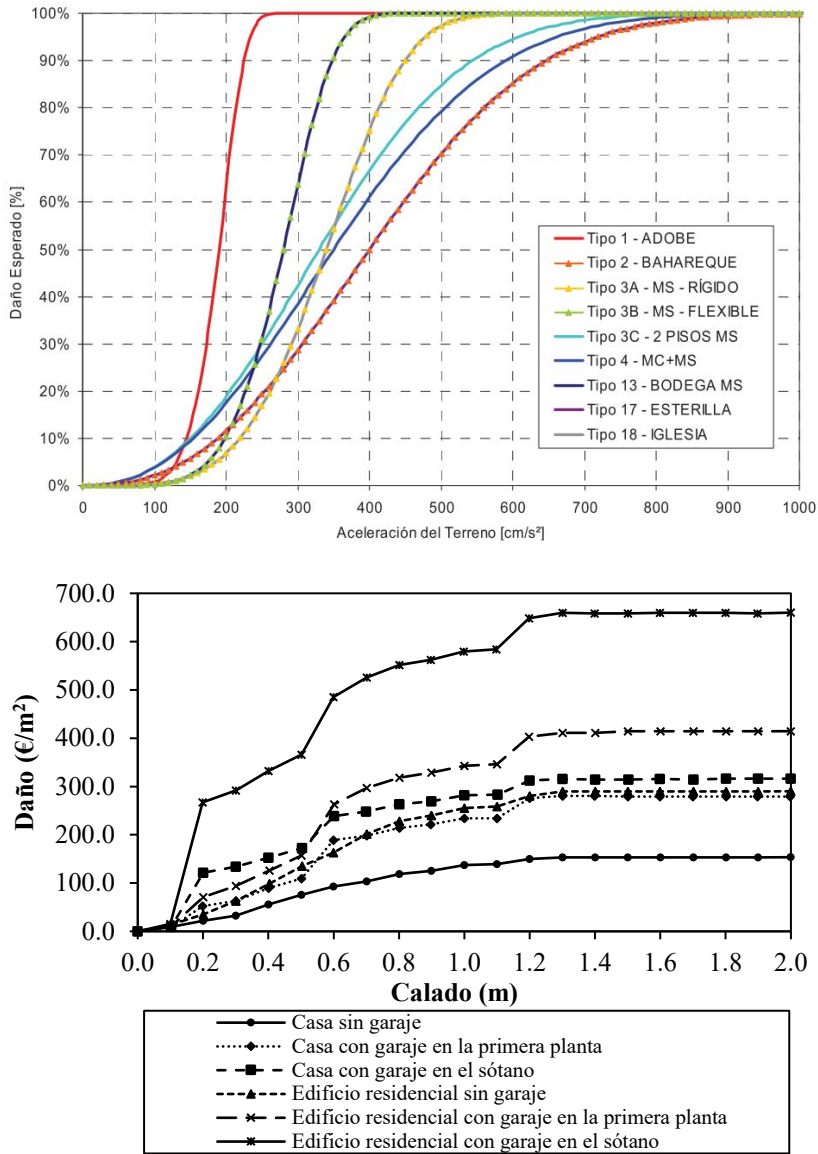 100%
90%
80%
70%
60%
50%
40%
30%
20%
10%
0%
Daño Esperado [%]
0 100 200 300 400 500 600 700 800 900 1000
Aceleración del Terreno [cm/s²]
Tipo 1 - ADOBE
Tipo 2 - BAHAREQUE
Tipo 3A - MS - RÍGIDO
Tipo 3B - MS - FLEXIBLE
Tipo 3C - 2 PISOS MS
Tipo 4 - MC+MS
Tipo 13 - BODEGA MS
Tipo 17 - ESTERILLA
Tipo 18 - IGLESIA
700.0
600.0
500.0
400.0
300.0
200.0
100.0
0.0
Daño (€/m²)
0.0 0.2 0.4 0.6 0.8 1.0 1.2 1.4 1.6 1.8 2.0
Calado (m)
Casa sin garaje
Casa con garaje en la primera planta
Casa con garaje en el sótano
Edificio residencial sin garaje
Edificio residencial con garaje en la primera planta
Edificio residencial con garaje en el sótano